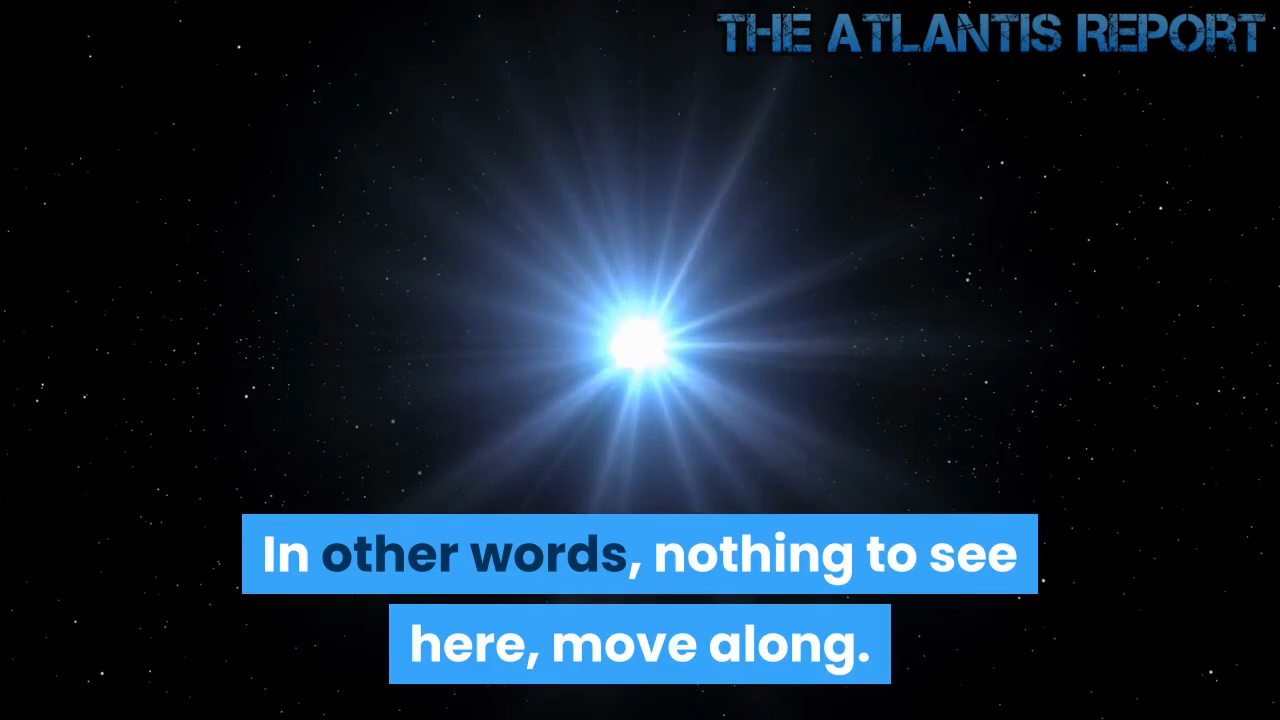 THE ATLANTIS REPORT
In other words, nothing to see
here, move along.